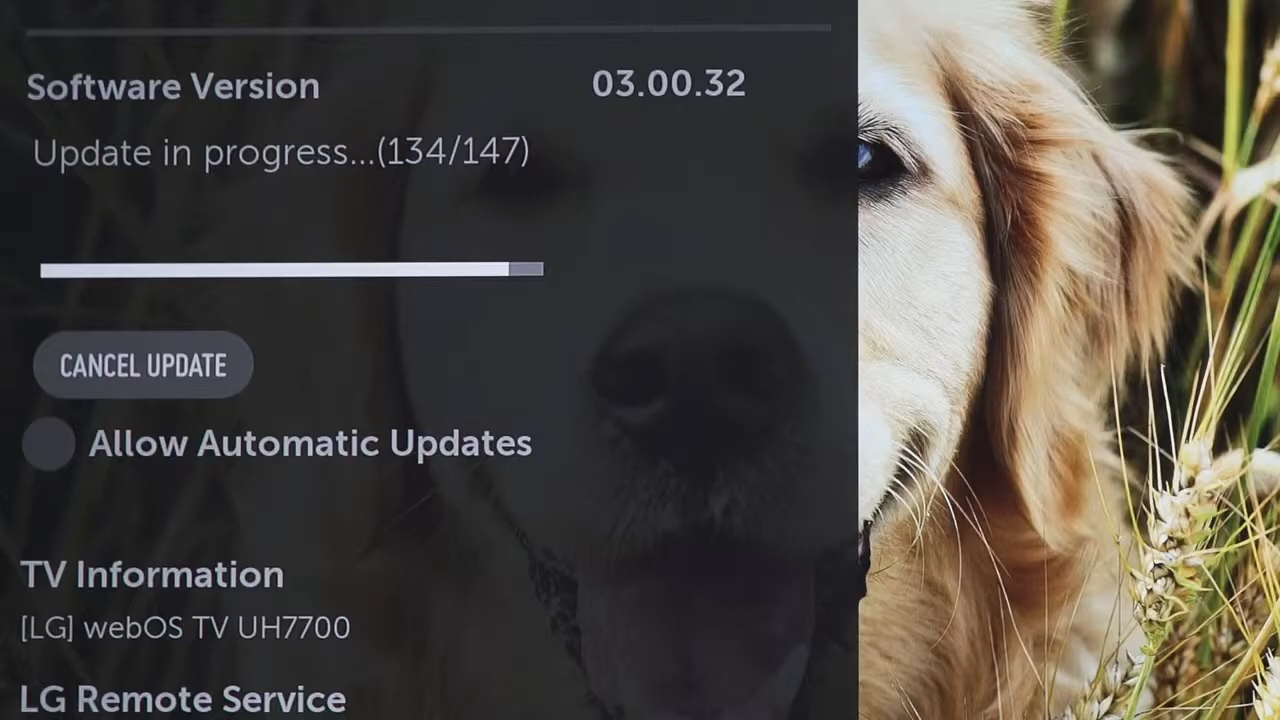 Software Version 03.00.32
Update in progress...(134/147)
CANCEL UPDATE
Allow Automatic Updates
TV Information
[LG] webOS TV UH7700
LG Remote Service